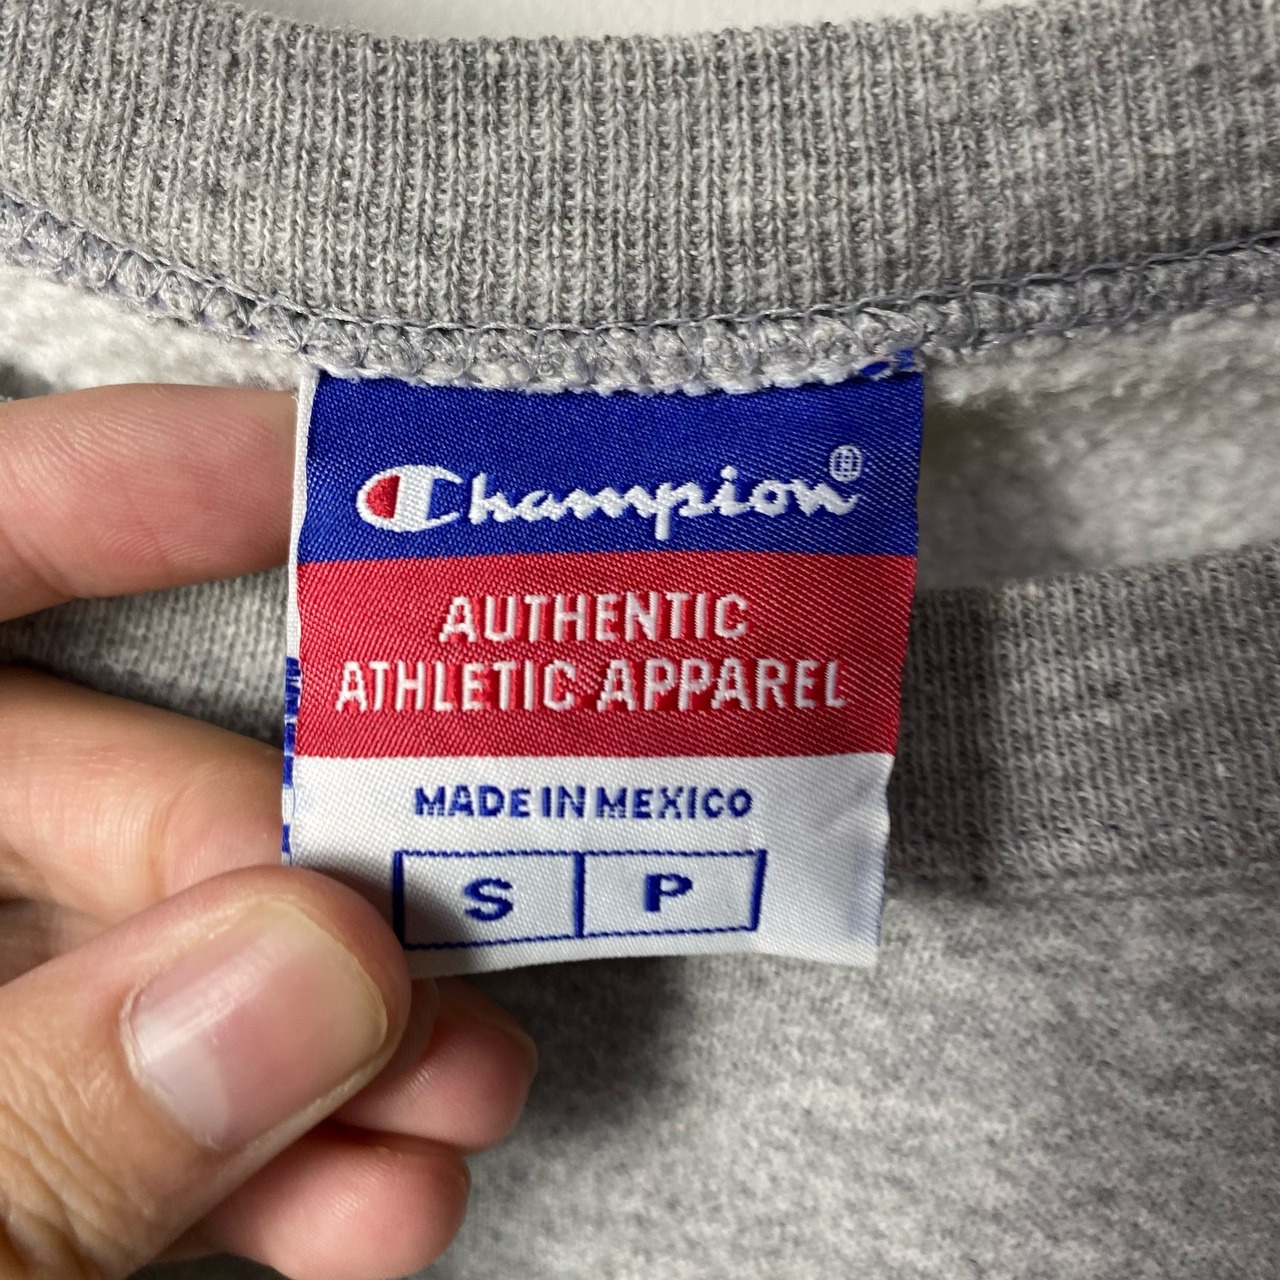 Champion®
AUTHENTIC
ATHLETIC APPAREL
MADE IN MEXICO
S P